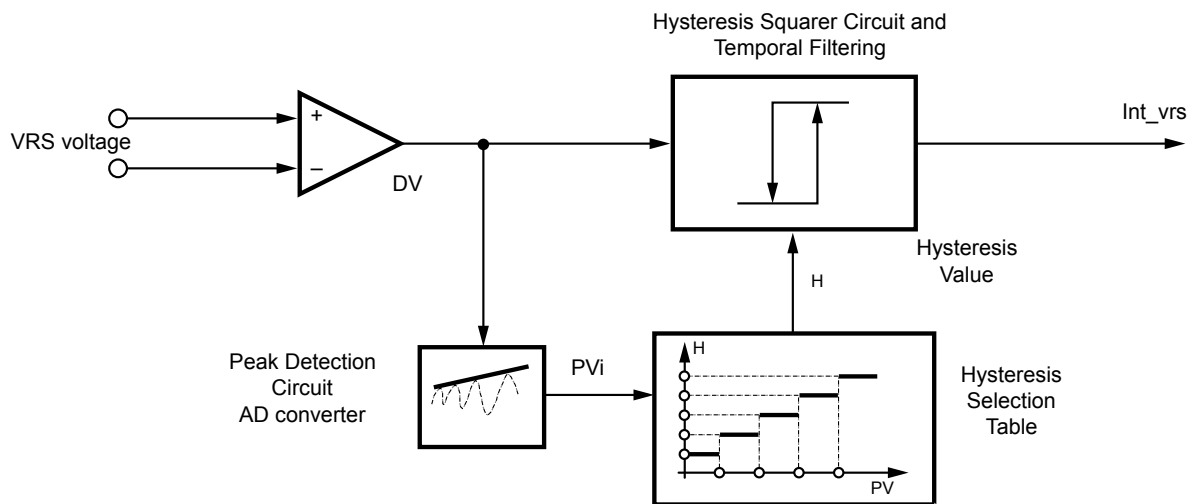 Hysteresis Squarer Circuit and
Temporal Filtering
VRS voltage
+
–
DV
Int_vrs
Hysteresis
Value
H
Peak Detection
Circuit
AD converter
PVi
H
PV
Hysteresis
Selection
Table